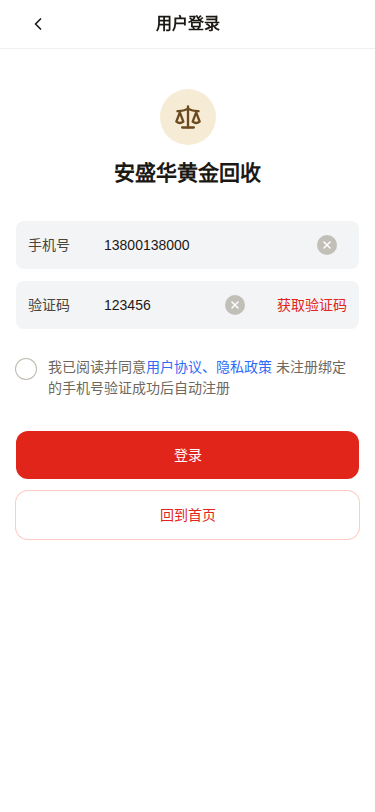 用户登录
安盛华黄金回收
手机号 13800138000
验证码 123456 获取验证码
我已阅读并同意用户协议、隐私政策 未注册绑定
的手机号验证成功后自动注册
登录
回到首页